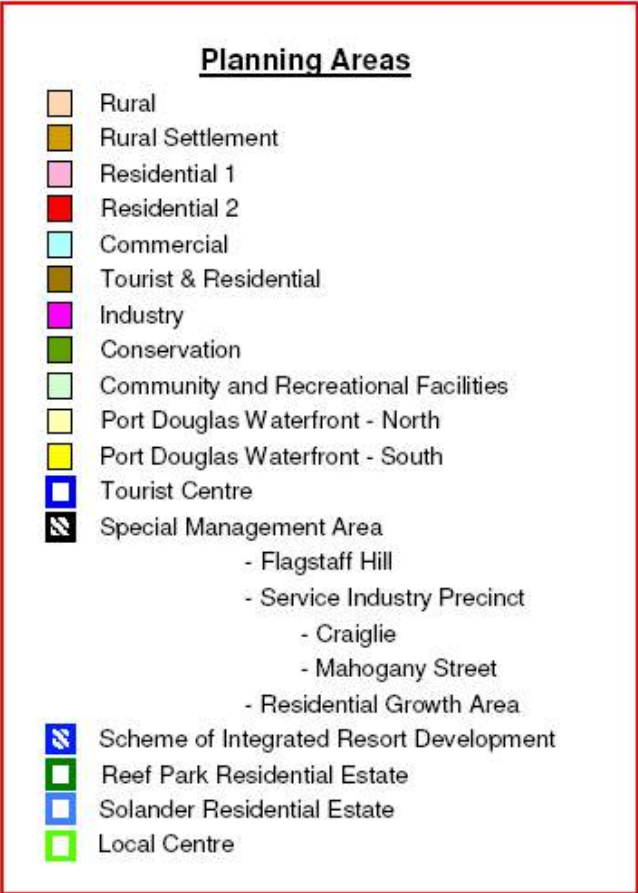 Planning Areas
Rural
Rural Settlement
Residential 1
Residential 2
Commercial
Tourist & Residential
Industry
Conservation
Community and Recreational Facilities
Port Douglas Waterfront - North
Port Douglas Waterfront - South
Tourist Centre
Special Management Area
- Flagstaff Hill
- Service Industry Precinct
- Craiglie
- Mahogany Street
- Residential Growth Area
Scheme of Integrated Resort Development
Reef Park Residential Estate
Solander Residential Estate
Local Centre